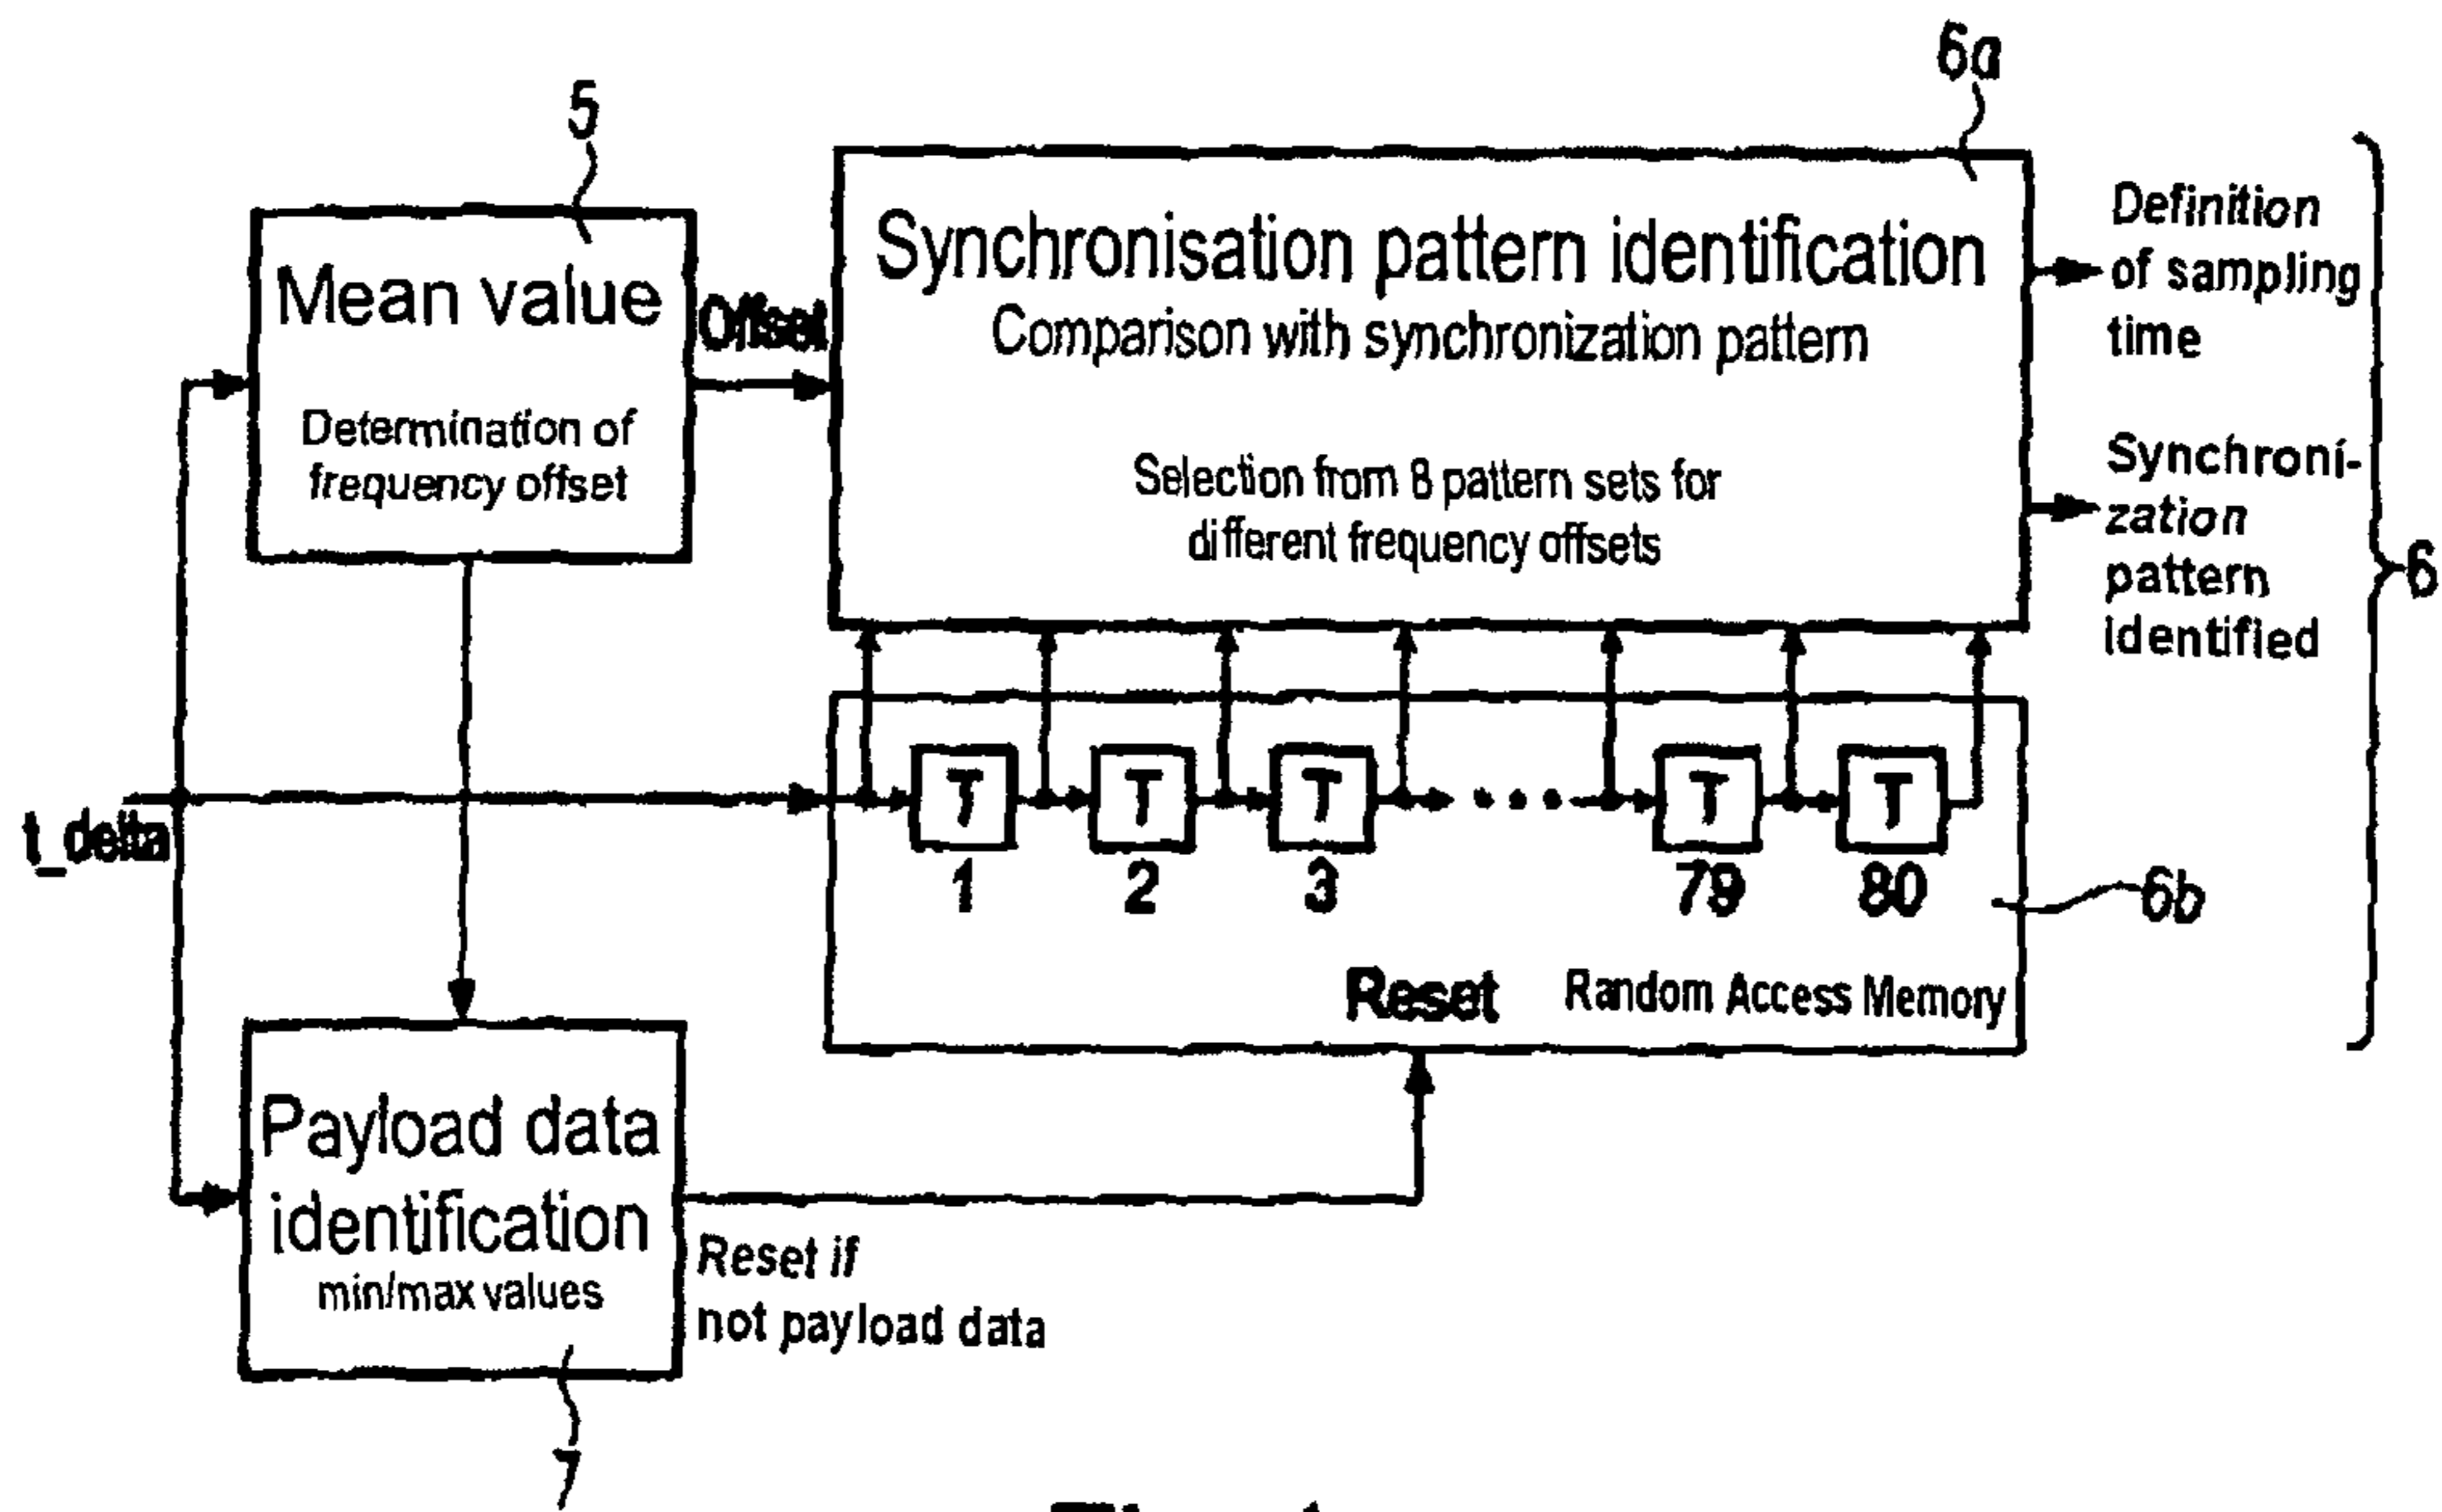 5
6a
Mean value
Determination of
frequency offset
Offset
Synchronisation pattern identification
Comparison with synchronization pattern
Selection from 8 pattern sets for
different frequency offsets
Definition
of sampling
time
Synchroni-
zation
pattern
identified
6
t_delta
T
T
T
T
T
1
2
3
79
80
6b
Reset
Random Access Memory
Payload data
identification
min/max values
Reset if
not payload data
7